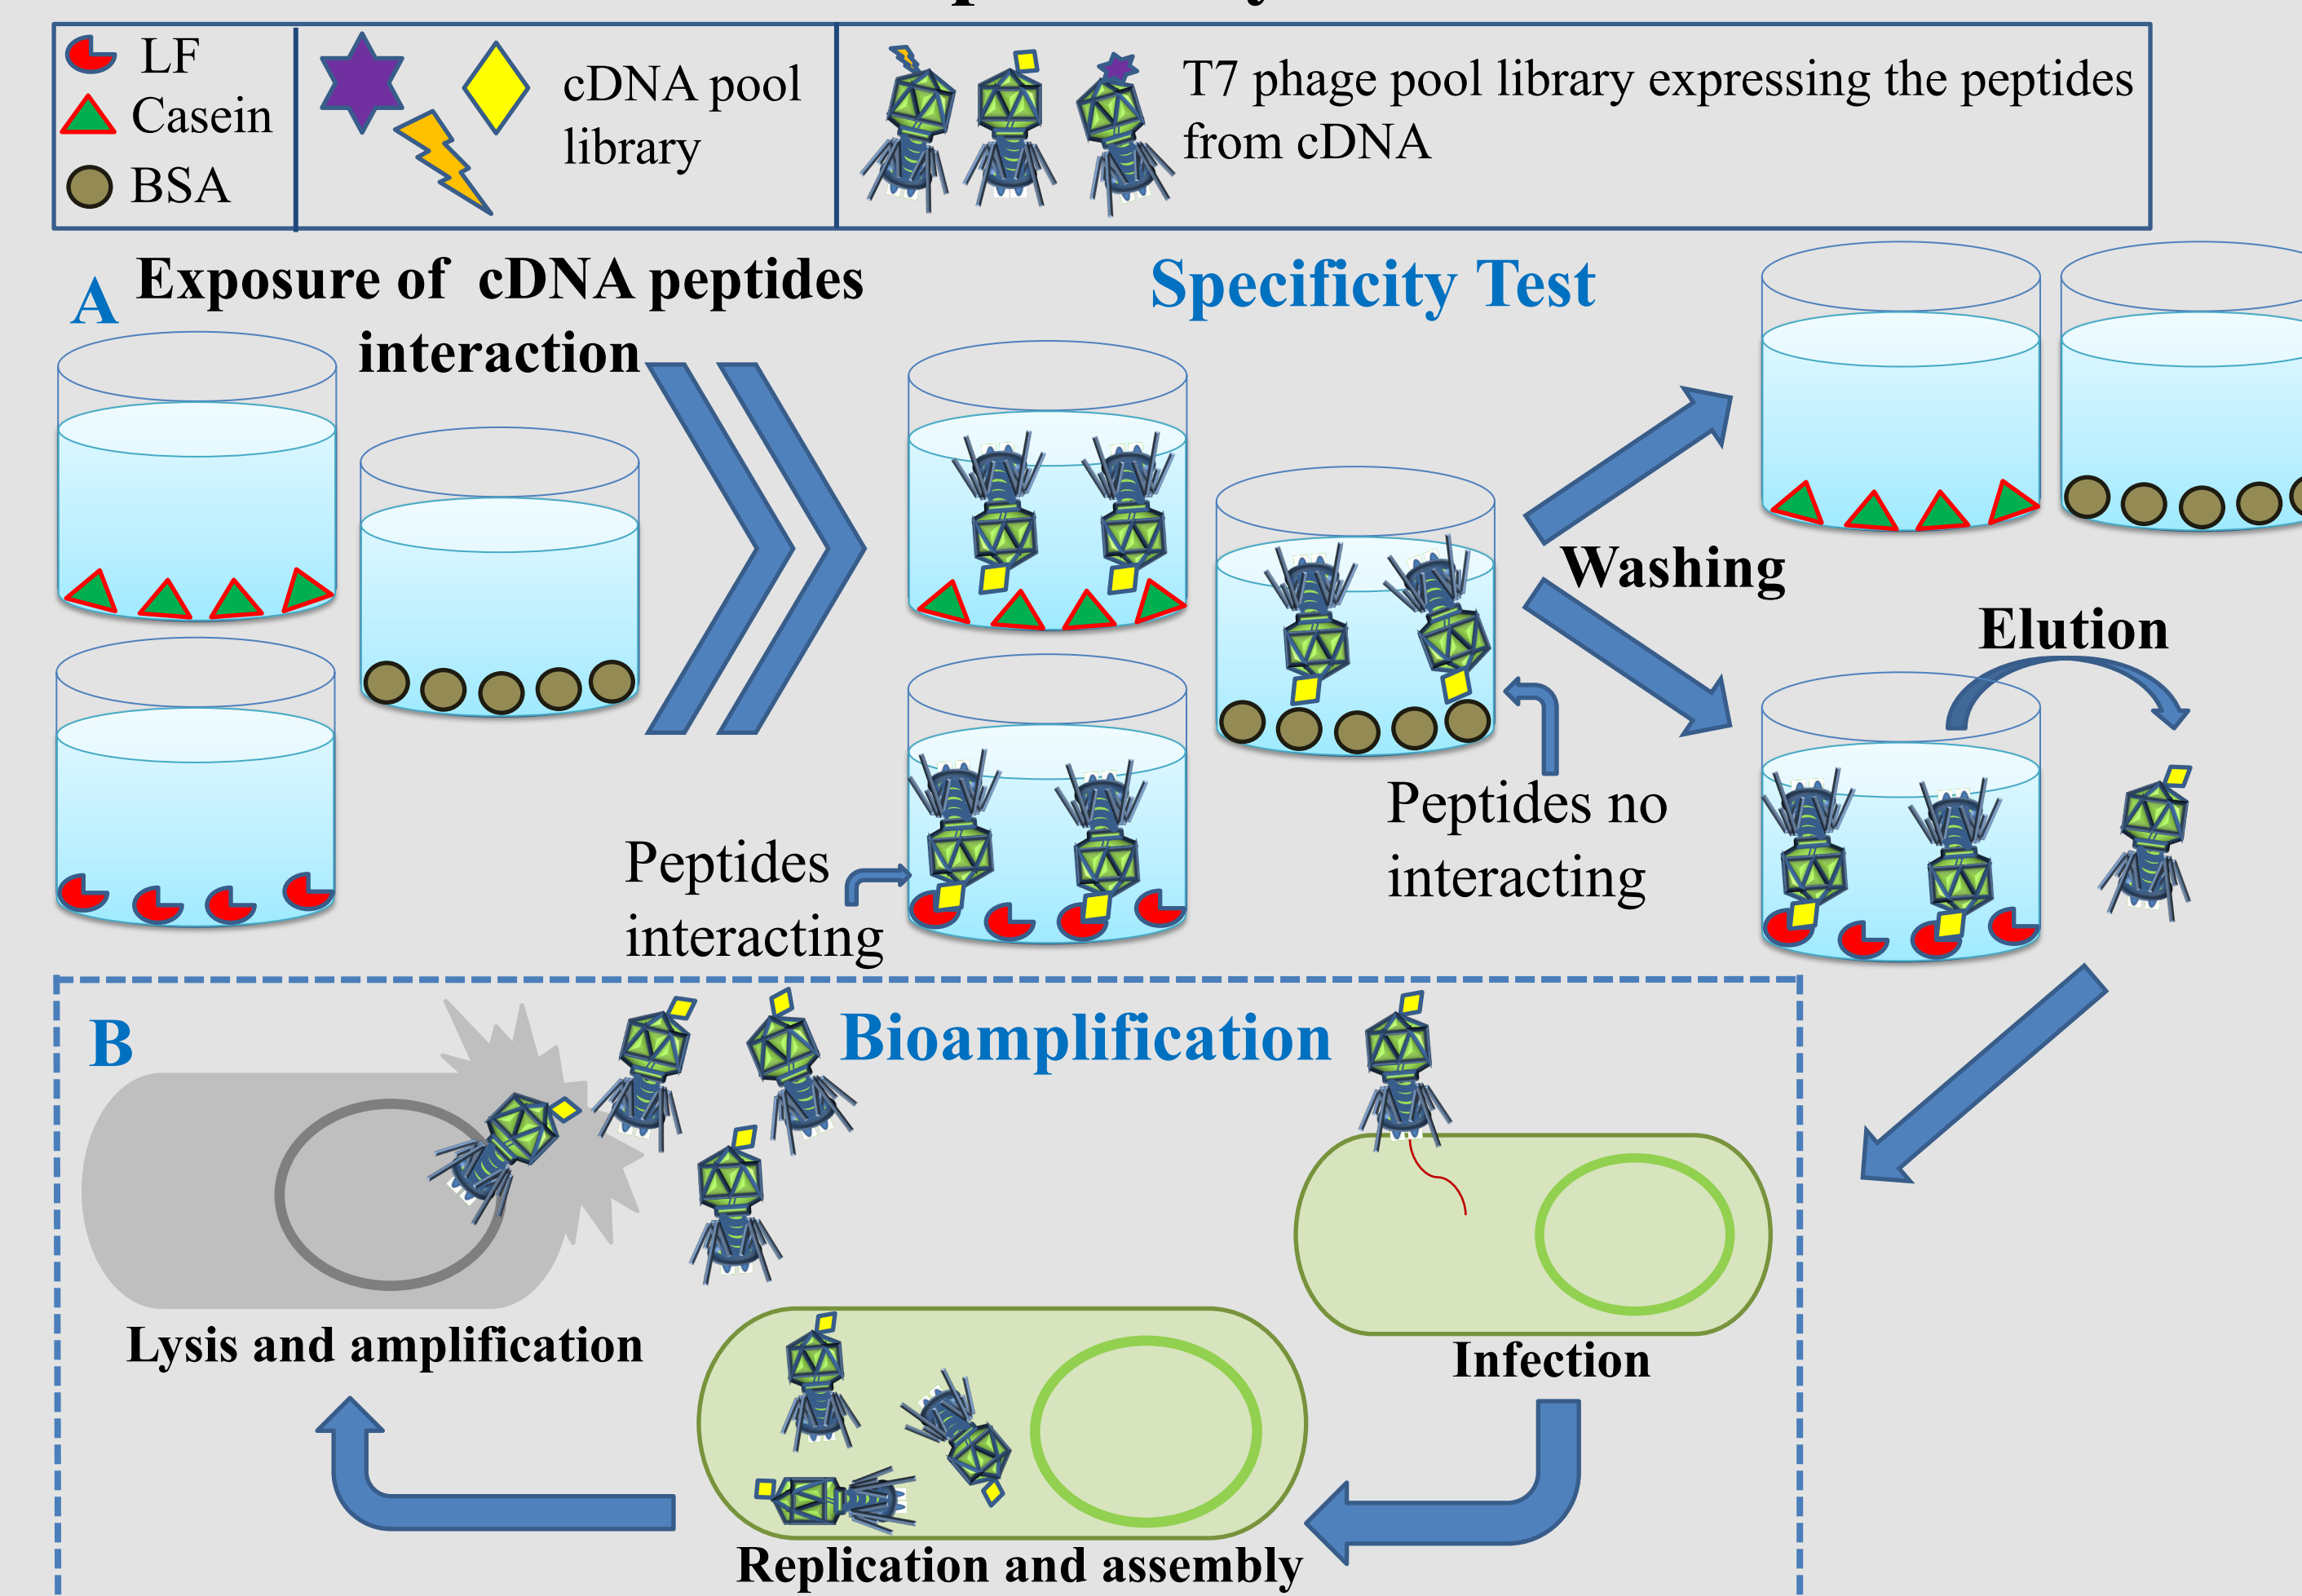 LF
Casein
BSA
cDNA pool
library
T7 phage pool library expressing the peptides
from cDNA
A
Exposure of cDNA peptides
interaction
Specificity Test
Washing
Elution
Peptides no
interacting
Peptides
interacting
B
Bioamplification
Lysis and amplification
Infection
Replication and assembly